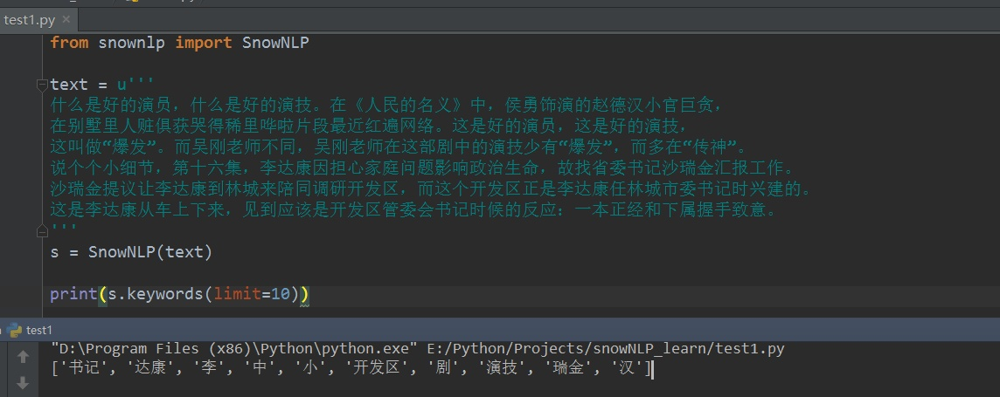 test1.py
from snownlp import SnowNLP
text = u'''
什么是好的演员，什么是好的演技。在《人民的名义》中，侯勇饰演的赵德汉小官巨贪，
在别墅里人赃俱获哭得稀里哗啦片段最近红遍网络。这是好的演员，这是好的演技，
这叫做“爆发”。而吴刚老师不同，吴刚老师在这部剧中的演技少有“爆发”，而多在“传神”。
说个个小细节，第十六集，李达康因担心家庭问题影响政治生命，故找省委书记沙瑞金汇报工作。
沙瑞金提议让李达康到林城来陪同调研开发区，而这个开发区正是李达康任林城市委书记时兴建的。
这是李达康从车上下来，见到应该是开发区管委会书记时候的反应：一本正经和下属握手致意。
'''
s = SnowNLP(text)
print(s.keywords(limit=10))
test1
"D:\Program Files (x86)\Python\python.exe" E:/Python/Projects/snowNLP_learn/test1.py
['书记', '达康', '李', '中', '小', '开发区', '剧', '演技', '瑞金', '汉']